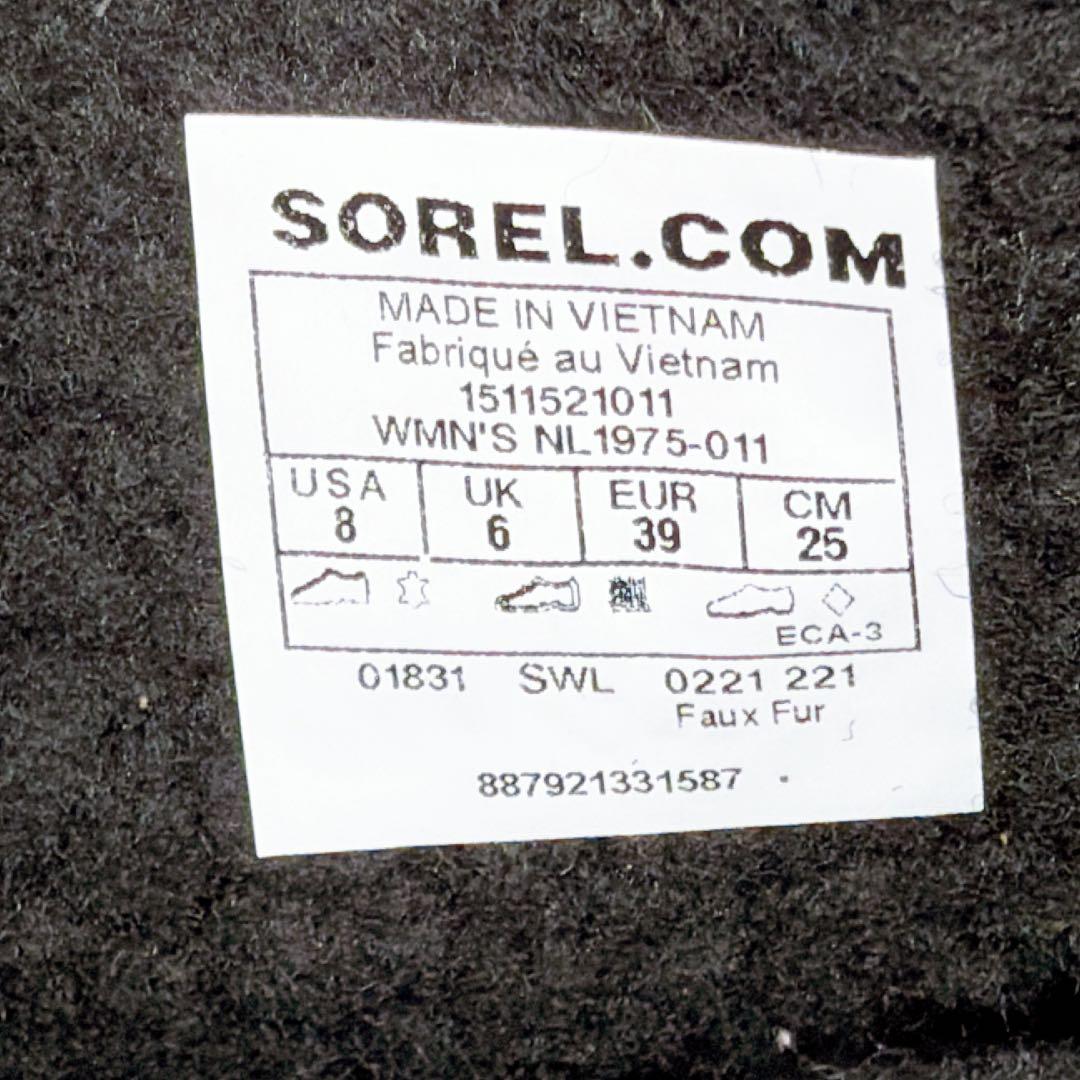 SOREL.COM
MADE IN VIETNAM
Fabriqué au Vietnam
1511521011
WMN'S NL1975-011
USA UK EUR CM
8 6 39 25
ECA-3
01831 SWL 0221 221
Faux Fur
887921331587